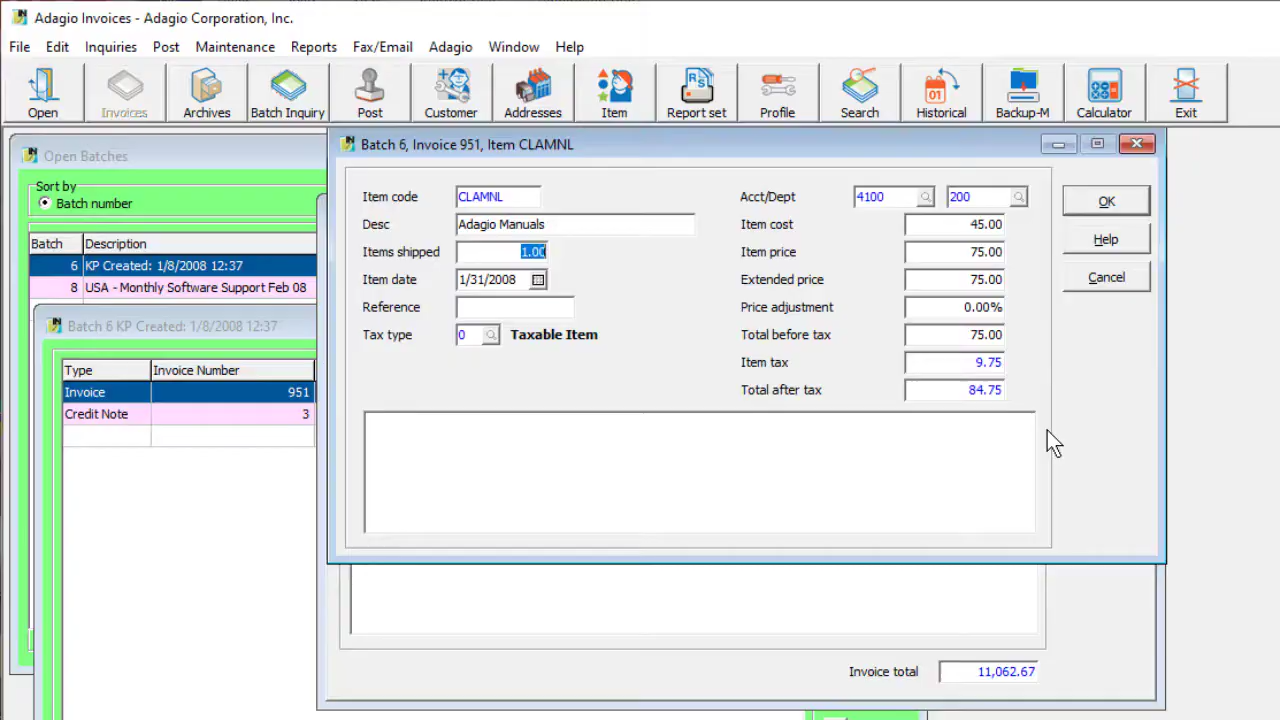 Adagio Invoices - Adagio Corporation, Inc.
File Edit Inquiries Post Maintenance Reports Fax/Email Adagio Window Help
Open Invoices Archives Batch Inquiry Post Customer Addresses Item Report set Profile Search Historical Backup-M Calculator Exit
Open Batches
Sort by
Batch number
Batch Description
6 KP Created: 1/8/2008 12:37
8 USA - Monthly Software Support Feb 08
Batch 6 KP Created: 1/8/2008 12:37
Type Invoice Number
Invoice 951
Credit Note 3
Batch 6, Invoice 951, Item CLAMNL
Item code CLAMNL
Desc Adagio Manuals
Items shipped 1.00
Item date 1/31/2008
Reference
Tax type 0 Taxable Item
Acct/Dept 4100 200
Item cost 45.00
Item price 75.00
Extended price 75.00
Price adjustment 0.00%
Total before tax 75.00
Item tax 9.75
Total after tax 84.75
OK
Help
Cancel
Invoice total 11,062.67